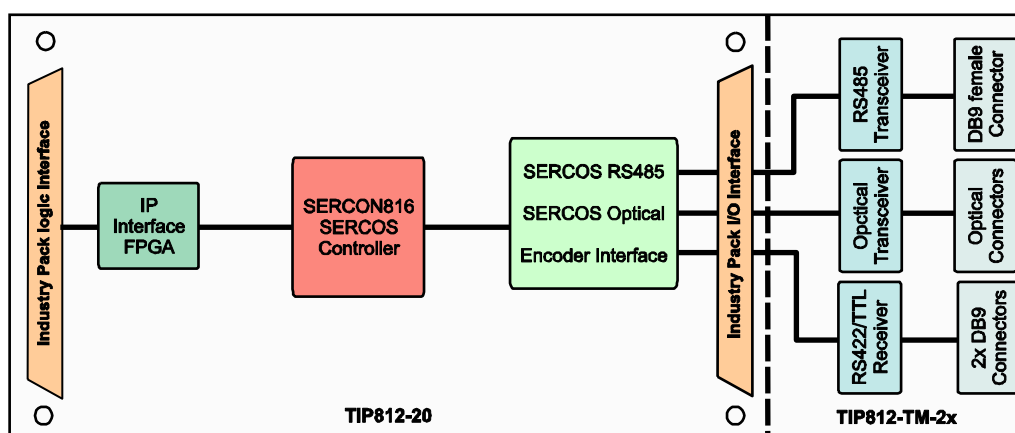 Industry Pack logic Interface
IP
Interface
FPGA
SERCON816
SERCOS
Controller
SERCOS RS485
SERCOS Optical
Encoder Interface
Industry Pack I/O Interface
RS485
Transceiver
DB9 female
Connector
Opctical
Transceiver
Optical
Connectors
RS422/TTL
Receiver
2x DB9
Connectors
TIP812-20
TIP812-TM-2x